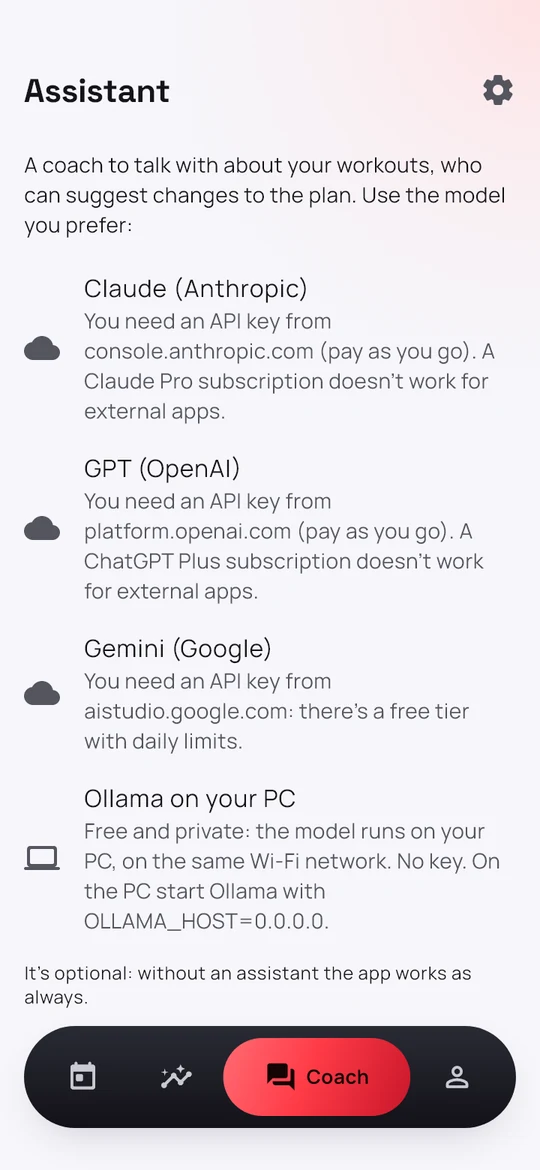 Assistant
A coach to talk with about your workouts, who
can suggest changes to the plan. Use the model
you prefer:
Claude (Anthropic)
You need an API key from
console.anthropic.com (pay as you go). A
Claude Pro subscription doesn't work for
external apps.
GPT (OpenAI)
You need an API key from
platform.openai.com (pay as you go). A
ChatGPT Plus subscription doesn't work
for external apps.
Gemini (Google)
You need an API key from
aistudio.google.com: there's a free tier
with daily limits.
Ollama on your PC
Free and private: the model runs on your
PC, on the same Wi-Fi network. No key. On
the PC start Ollama with
OLLAMA_HOST=0.0.0.0.
It's optional: without an assistant the app works as
always.
Coach